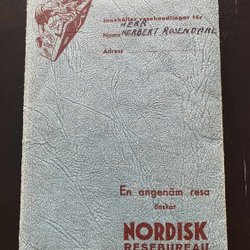 Innehåller resehandlingar för
HERR
Namn HERBERT ROSENDAHL
Adress
En angenäm resa
önskar
NORDISK
RESEBUREAU